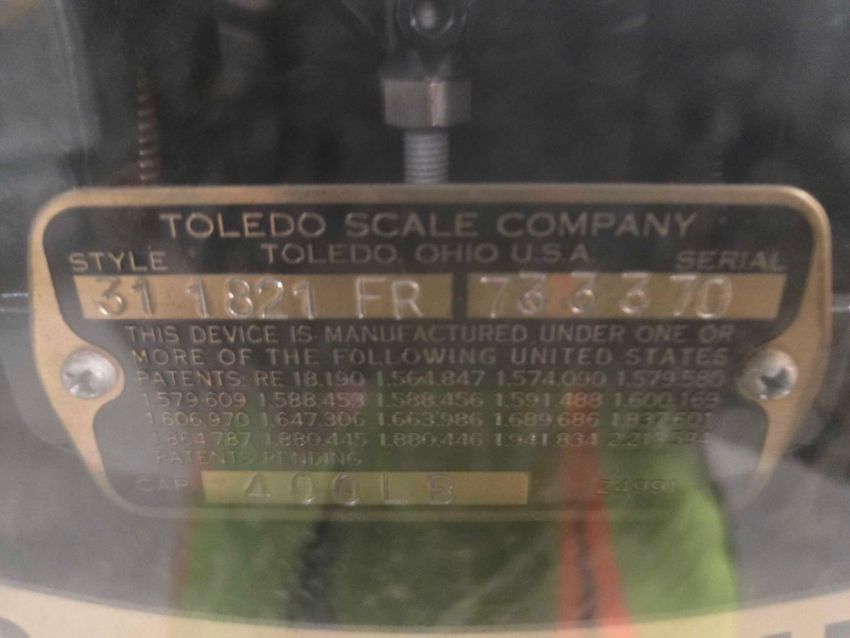 TOLEDO SCALE COMPANY
TOLEDO, OHIO U.S.A.
STYLE SERIAL
31 1821 FR 733370
THIS DEVICE IS MANUFACTURED UNDER ONE OR
MORE OF THE FOLLOWING UNITED STATES
PATENTS: RE. 18.190 1.564.847 1.574.090 1.579.580
1.579.609 1.588.453 1.588.456 1.591.488 1.600.169
1.606.970 1.647.306 1.663.986 1.689.686 1.837.601
1.864.787 1.880.445 1.880.446 1.941.834
PATENTS PENDING
CAP. 400LB